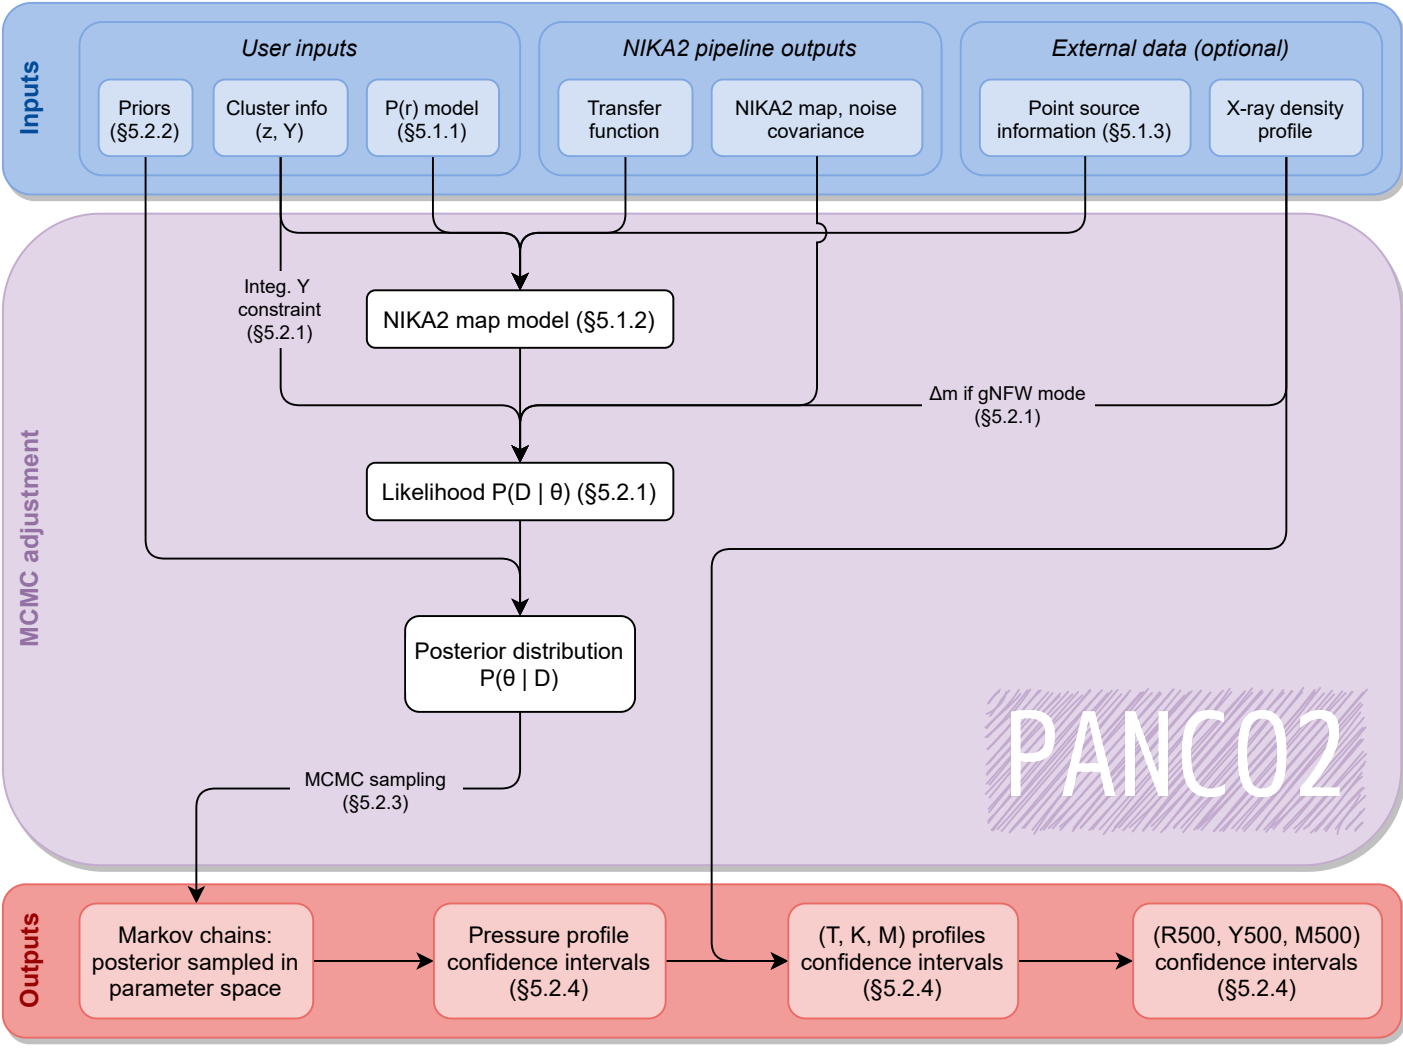 Inputs
User inputs
Priors
(§5.2.2)
Cluster info
(z, Y)
P(r) model
(§5.1.1)
NIKA2 pipeline outputs
Transfer
function
NIKA2 map, noise
covariance
External data (optional)
Point source
information (§5.1.3)
X-ray density
profile
MCMC adjustment
Integ. Y
constraint
(§5.2.1)
NIKA2 map model (§5.1.2)
Δm if gNFW mode
(§5.2.1)
Likelihood P(D | θ) (§5.2.1)
Posterior distribution
P(θ | D)
MCMC sampling
(§5.2.3)
PANCO2
Outputs
Markov chains:
posterior sampled in
parameter space
Pressure profile
confidence intervals
(§5.2.4)
(T, K, M) profiles
confidence intervals
(§5.2.4)
(R500, Y500, M500)
confidence intervals
(§5.2.4)